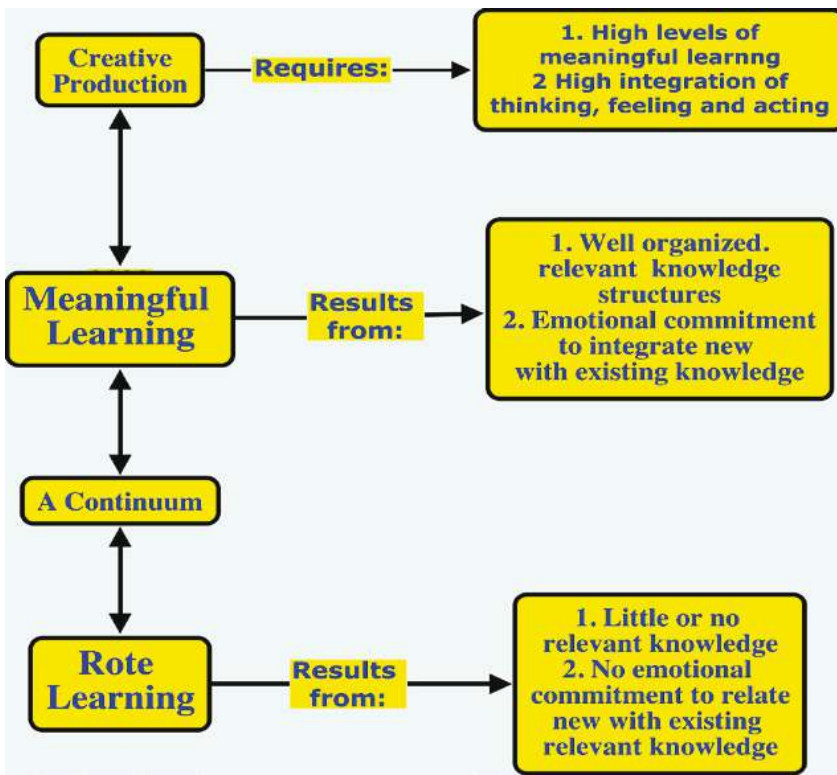 Creative
Production
Requires:
1. High levels of
meaningful learnng
2 High integration of
thinking, feeling and acting
Meaningful
Learning
Results
from:
1. Well organized.
relevant knowledge
structures
2. Emotional commitment
to integrate new
with existing knowledge
A Continuum
Rote
Learning
Results
from:
1. Little or no
relevant knowledge
2. No emotional
commitment to relate
new with existing
relevant knowledge